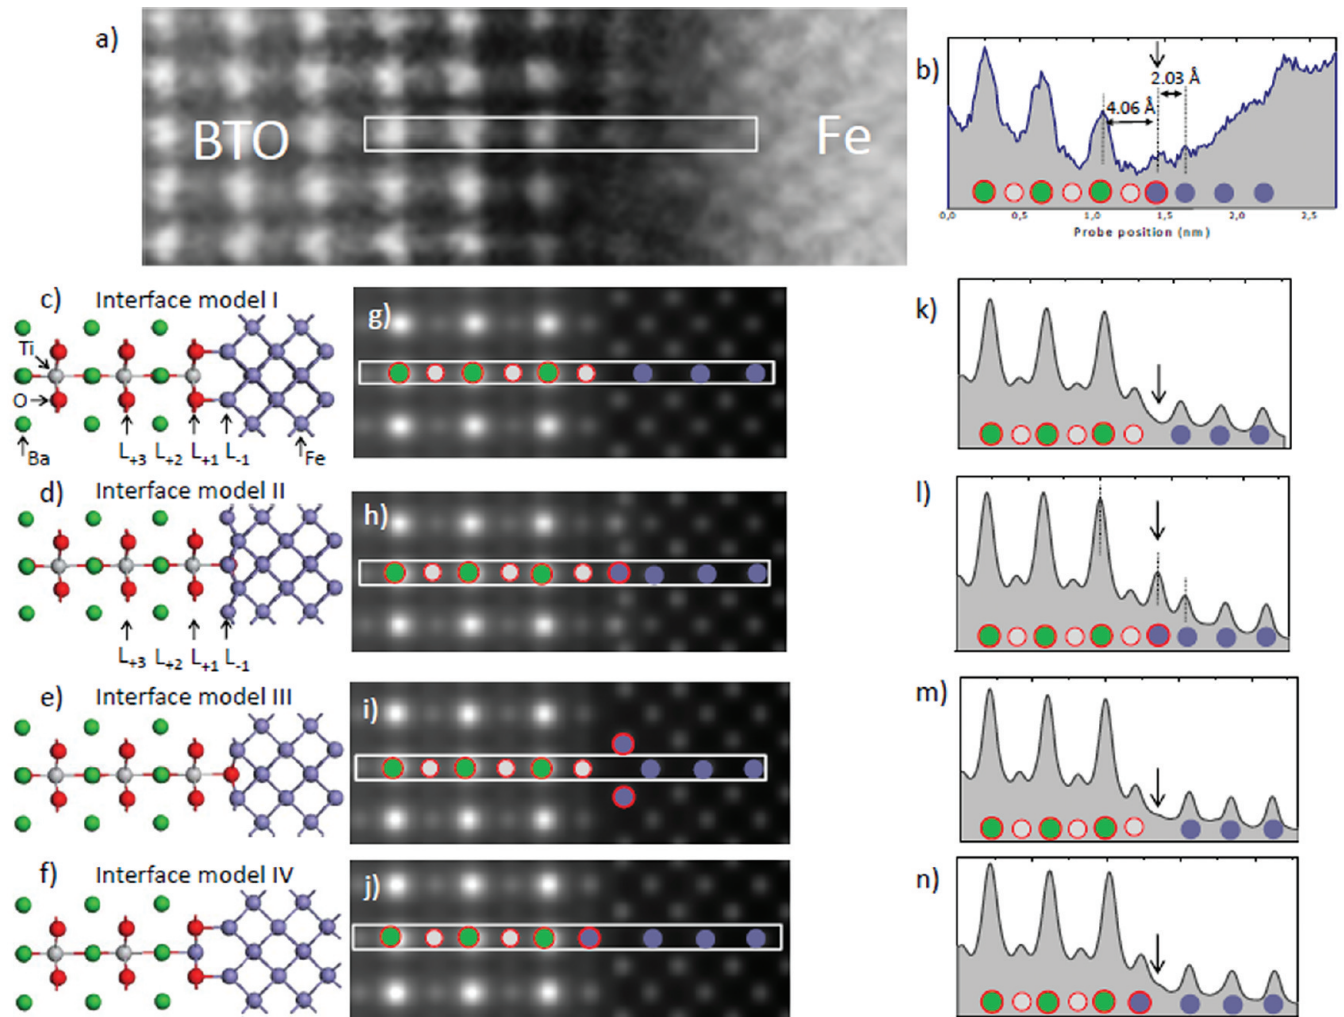 a)
BTO
Fe
b)
2.03 Å
4.06 Å
0,0 0,5 1,0 1,5 2,0 2,5
Probe position (nm)
c) Interface model I
Ti
O
Ba
L+3 L+2 L+1 L-1
Fe
g)
k)
d) Interface model II
L+3 L+2 L+1 L-1
h)
l)
e) Interface model III
i)
m)
f) Interface model IV
j)
n)